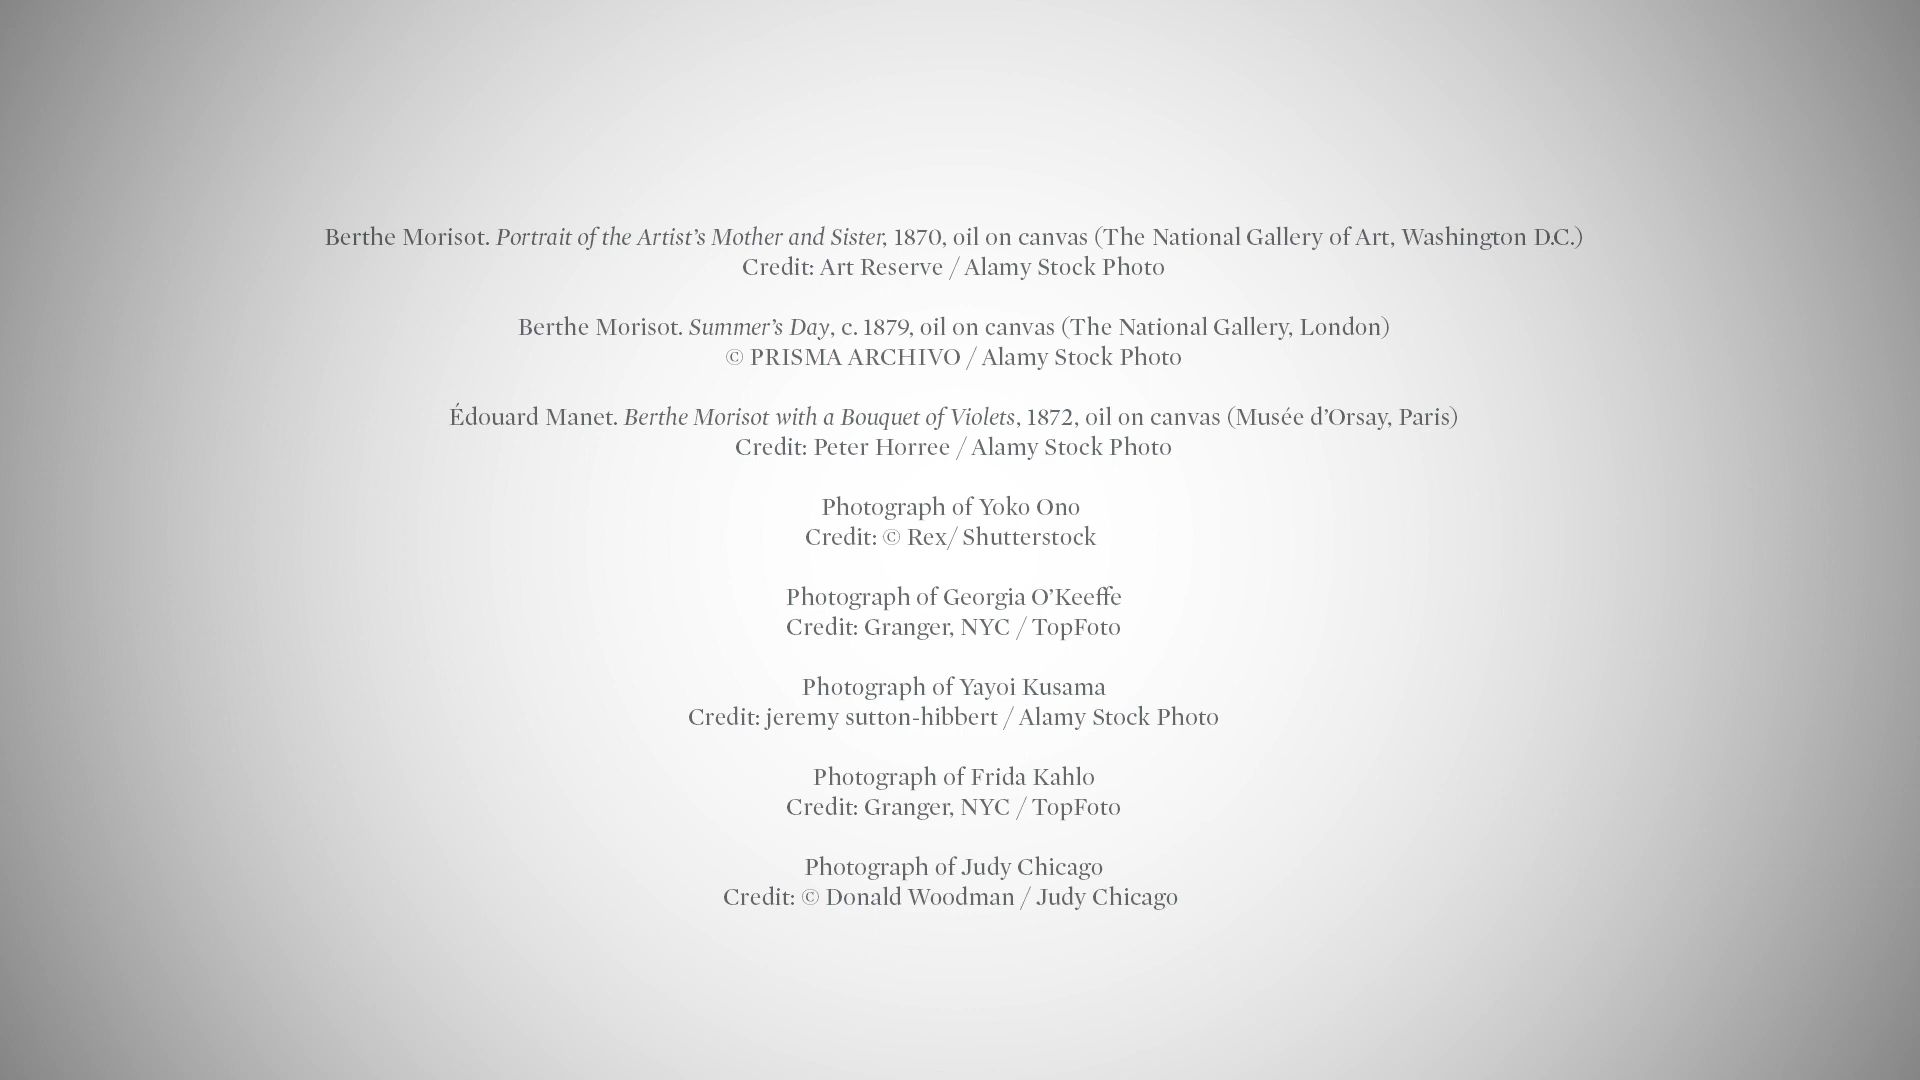 Berthe Morisot. Portrait of the Artist’s Mother and Sister, 1870, oil on canvas (The National Gallery of Art, Washington D.C.)
Credit: Art Reserve / Alamy Stock Photo
Berthe Morisot. Summer’s Day, c. 1879, oil on canvas (The National Gallery, London)
© PRISMA ARCHIVO / Alamy Stock Photo
Édouard Manet. Berthe Morisot with a Bouquet of Violets, 1872, oil on canvas (Musée d’Orsay, Paris)
Credit: Peter Horree / Alamy Stock Photo
Photograph of Yoko Ono
Credit: © Rex/ Shutterstock
Photograph of Georgia O’Keeffe
Credit: Granger, NYC / TopFoto
Photograph of Yayoi Kusama
Credit: jeremy sutton-hibbert / Alamy Stock Photo
Photograph of Frida Kahlo
Credit: Granger, NYC / TopFoto
Photograph of Judy Chicago
Credit: © Donald Woodman / Judy Chicago